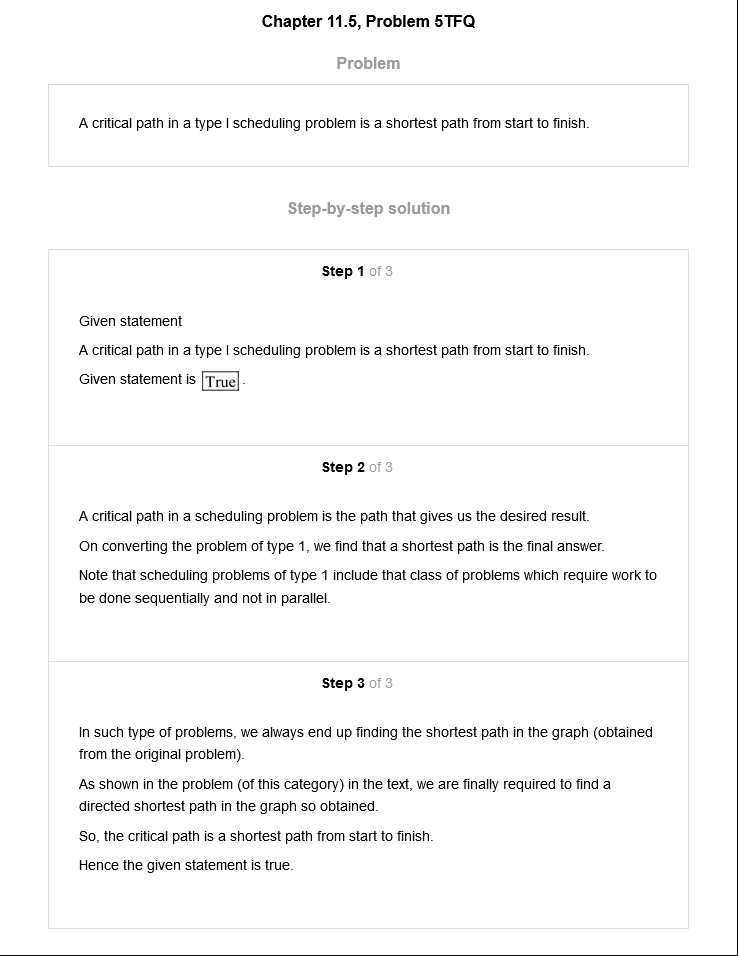 Chapter 11.5, Problem 5TFQ
Problem
A critical path in a type I scheduling problem is a shortest path from start to finish.
Step-by-step solution
Step 1 of 3
Given statement
A critical path in a type I scheduling problem is a shortest path from start to finish.
Given statement is True.
Step 2 of 3
A critical path in a scheduling problem is the path that gives us the desired result.
On converting the problem of type 1, we find that a shortest path is the final answer.
Note that scheduling problems of type 1 include that class of problems which require work to
be done sequentially and not in parallel.
Step 3 of 3
In such type of problems, we always end up finding the shortest path in the graph (obtained
from the original problem).
As shown in the problem (of this category) in the text, we are finally required to find a
directed shortest path in the graph so obtained.
So, the critical path is a shortest path from start to finish.
Hence the given statement is true.